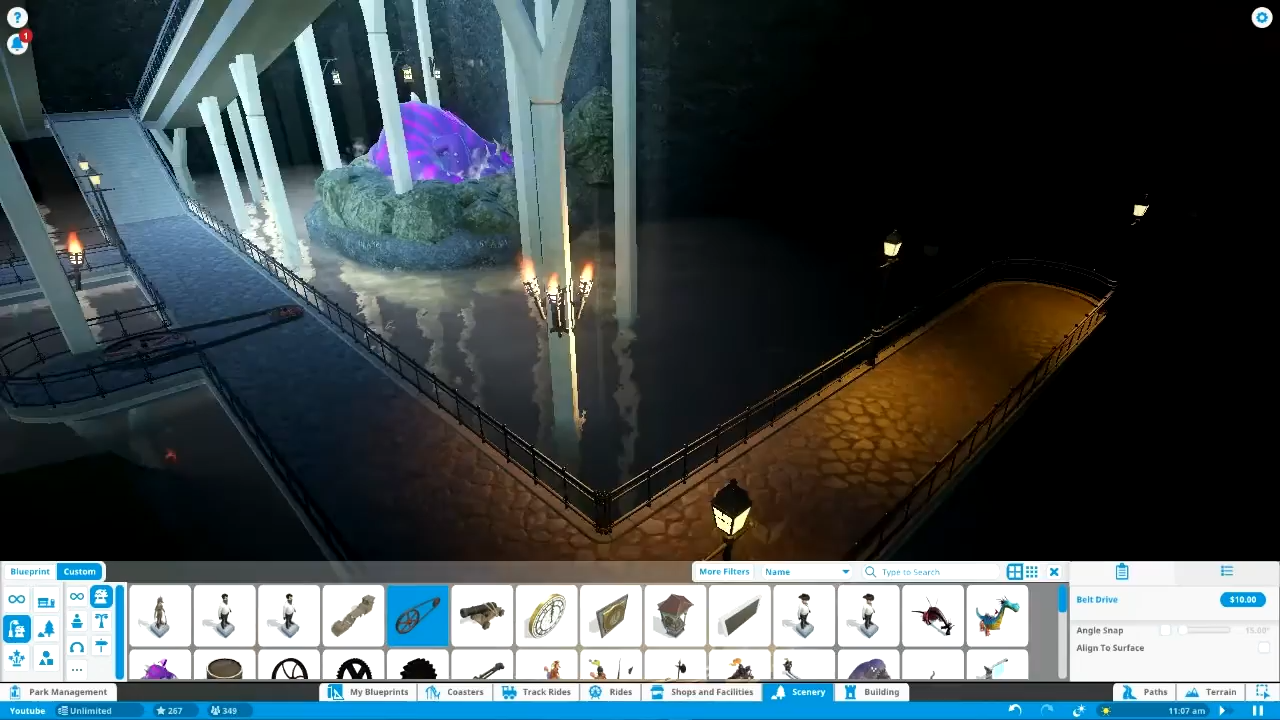 ?
1
Blueprint Custom
More Filters Name Type to Search
Belt Drive $10.00
Angle Snap 15.00°
Align To Surface
Park Management My Blueprints Coasters Track Rides Rides Shops and Facilities Scenery Building Paths Terrain
Youtube Unlimited 267 349 11:07 am